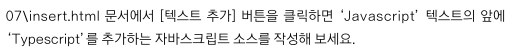 07\insert.html 문서에서 [텍스트 추가] 버튼을 클릭하면 ‘Javascript’ 텍스트의 앞에
‘Typescript’를 추가하는 자바스크립트 소스를 작성해 보세요.